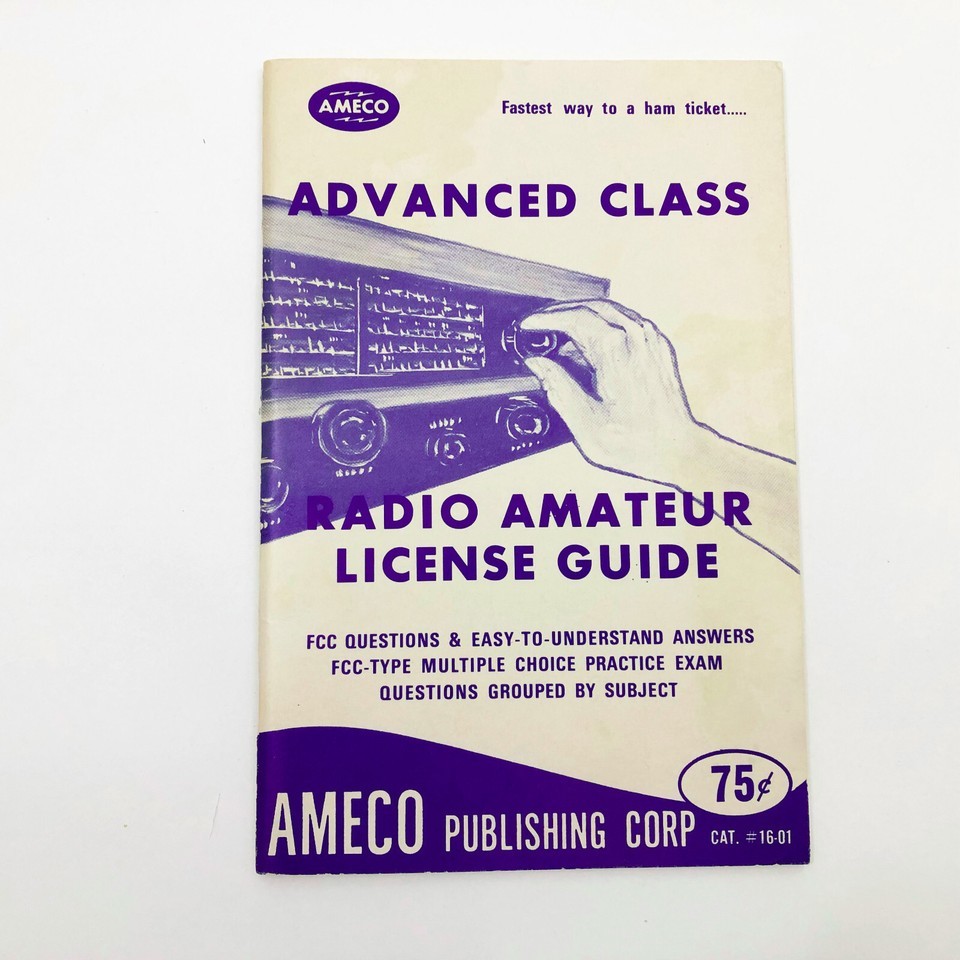 AMECO
Fastest way to a ham ticket.....
ADVANCED CLASS
RADIO AMATEUR
LICENSE GUIDE
FCC QUESTIONS & EASY-TO-UNDERSTAND ANSWERS
FCC-TYPE MULTIPLE CHOICE PRACTICE EXAM
QUESTIONS GROUPED BY SUBJECT
75¢
AMECO PUBLISHING CORP CAT. #16-01